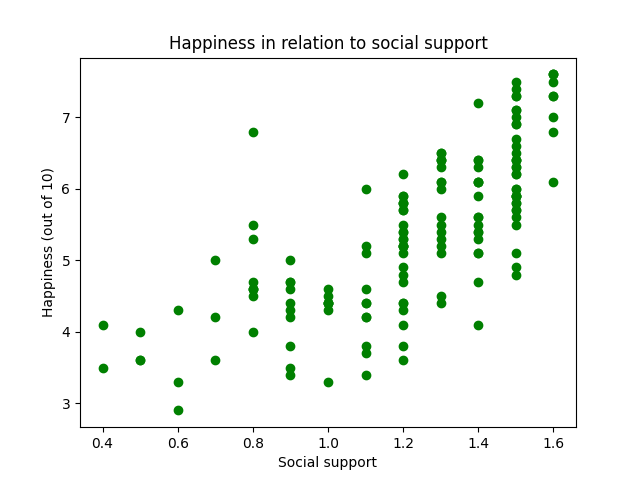 Happiness in relation to social support
Happiness (out of 10)
7
6
5
4
3
0.4 0.6 0.8 1.0 1.2 1.4 1.6
Social support